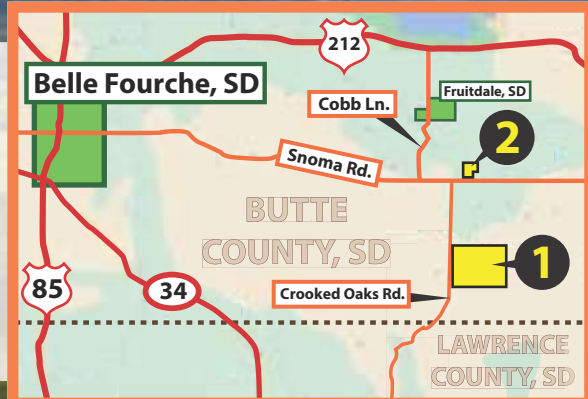 212
Belle Fourche, SD
Fruitdale, SD
Cobb Ln.
2
Snoma Rd.
BUTTE
COUNTY, SD
1
85
34
Crooked Oaks Rd.
LAWRENCE
COUNTY, SD